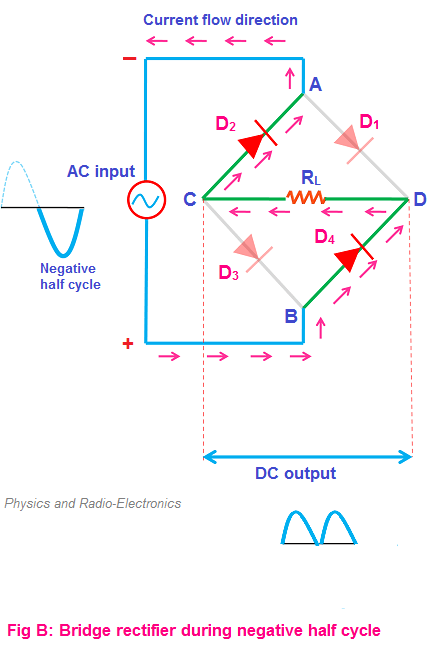 Current flow direction
−
A
D2
D1
AC input
RL
C
D
D4
Negative
half cycle
D3
B
+
DC output
Physics and Radio-Electronics
Fig B: Bridge rectifier during negative half cycle